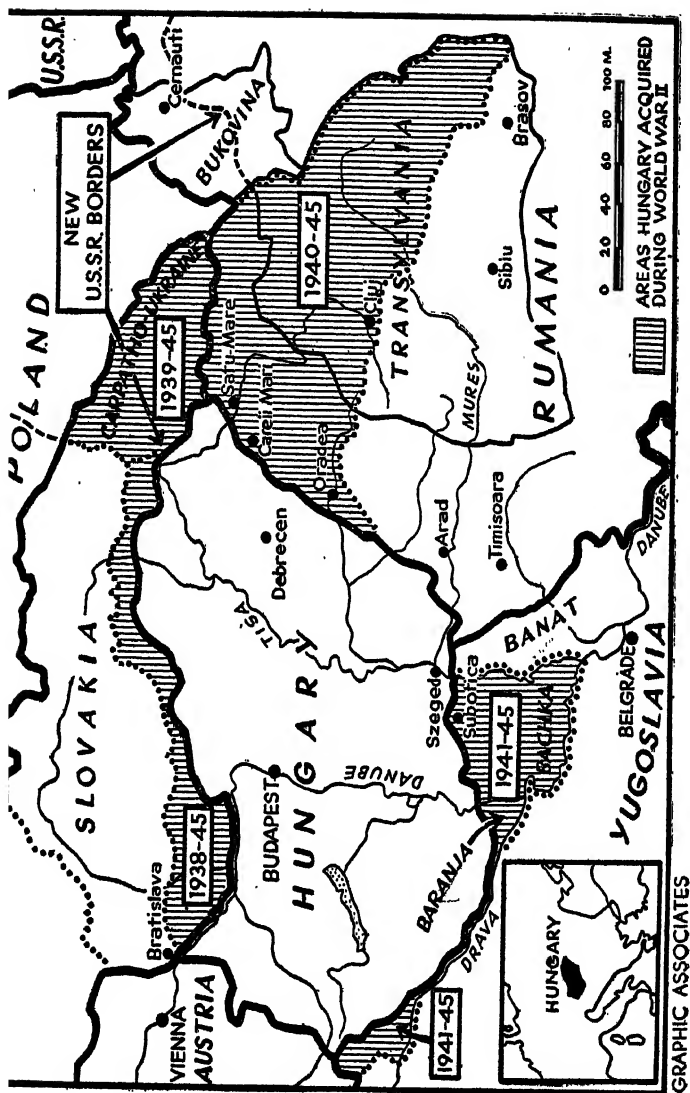 POLAND
U.S.S.R.
NEW
U.S.S.R. BORDERS
Cernauti
BUKOVINA
CARPATHO-UKRAINE
1939-45
SLOVAKIA
Bratislava
1938-45
VIENNA
AUSTRIA
Satu-Mare
Careii Mari
1940-45
Oradea
Cluj
TRANSYLVANIA
Debrecen
TISA
BUDAPEST
HUNGARY
DANUBE
MURES
Sibiu
Brasov
RUMANIA
Arad
Timisoara
Szeged
Subotica
BANAT
1941-45
BACHKA
BARANJA
DRAVA
1941-45
BELGRADE
YUGOSLAVIA
DANUBE
HUNGARY
0 20 40 60 80 100 M.
AREAS HUNGARY ACQUIRED
DURING WORLD WAR II
GRAPHIC ASSOCIATES